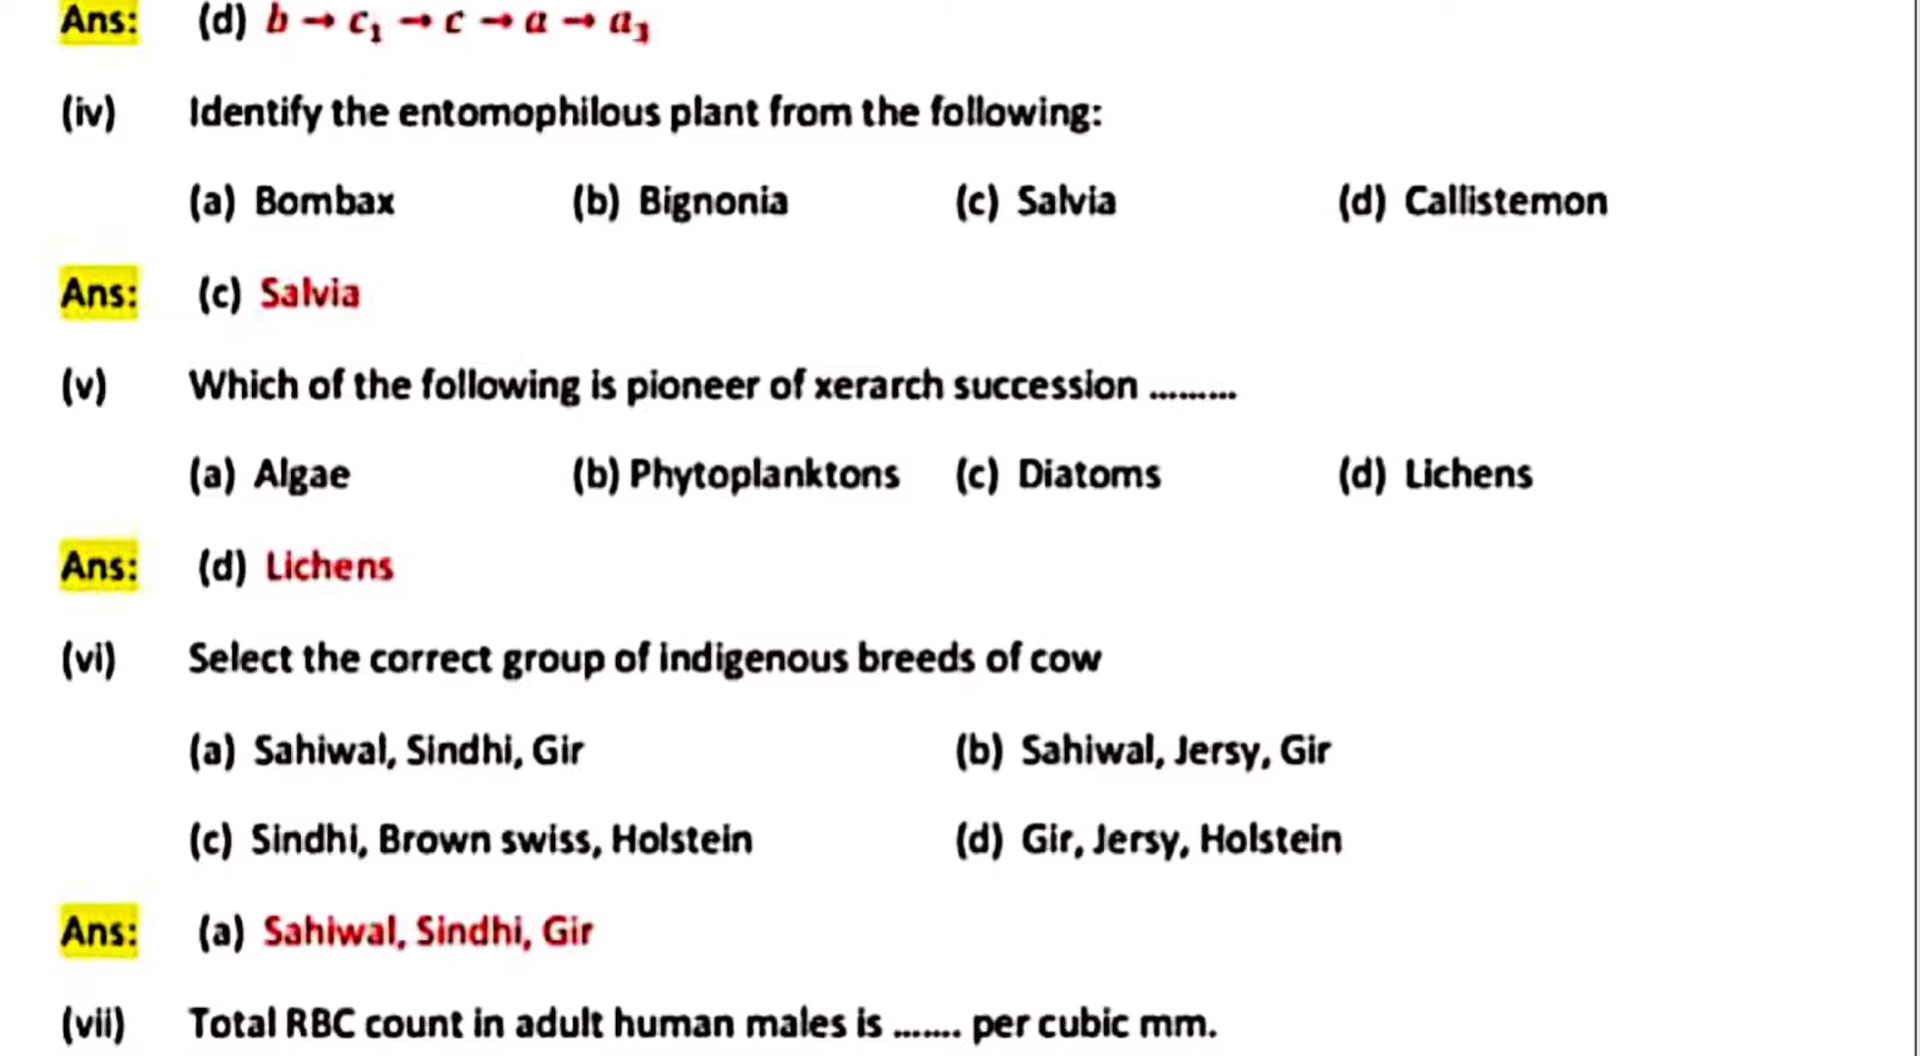 Ans: (d) b → c₁ → c → a → a₃
(iv) Identify the entomophilous plant from the following:
(a) Bombax (b) Bignonia (c) Salvia (d) Callistemon
Ans: (c) Salvia
(v) Which of the following is pioneer of xerarch succession .........
(a) Algae (b) Phytoplanktons (c) Diatoms (d) Lichens
Ans: (d) Lichens
(vi) Select the correct group of indigenous breeds of cow
(a) Sahiwal, Sindhi, Gir (b) Sahiwal, Jersy, Gir
(c) Sindhi, Brown swiss, Holstein (d) Gir, Jersy, Holstein
Ans: (a) Sahiwal, Sindhi, Gir
(vii) Total RBC count in adult human males is ....... per cubic mm.